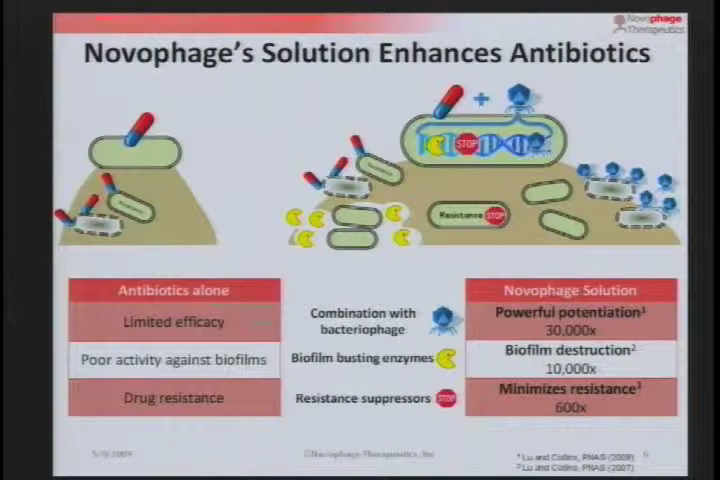 Novophage
Therapeutics
Novophage's Solution Enhances Antibiotics
STOP
Resistance STOP
Antibiotics alone
Limited efficacy
Poor activity against biofilms
Drug resistance
Combination with
bacteriophage
Biofilm busting enzymes
Resistance suppressors STOP
Novophage Solution
Powerful potentiation¹
30,000x
Biofilm destruction²
10,000x
Minimizes resistance¹
600x
©Novophage Therapeutics, Inc
¹ Lu and Collins, PNAS (2009)
² Lu and Collins, PNAS (2007)